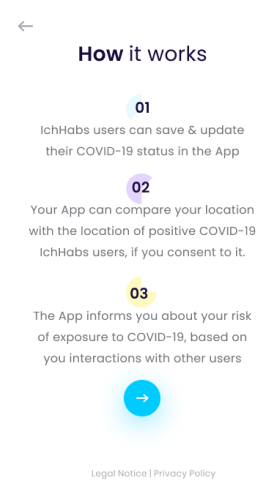 How it works
01
IchHabs users can save & update
their COVID-19 status in the App
02
Your App can compare your location
with the location of positive COVID-19
IchHabs users, if you consent to it.
03
The App informs you about your risk
of exposure to COVID-19, based on
you interactions with other users
Legal Notice | Privacy Policy